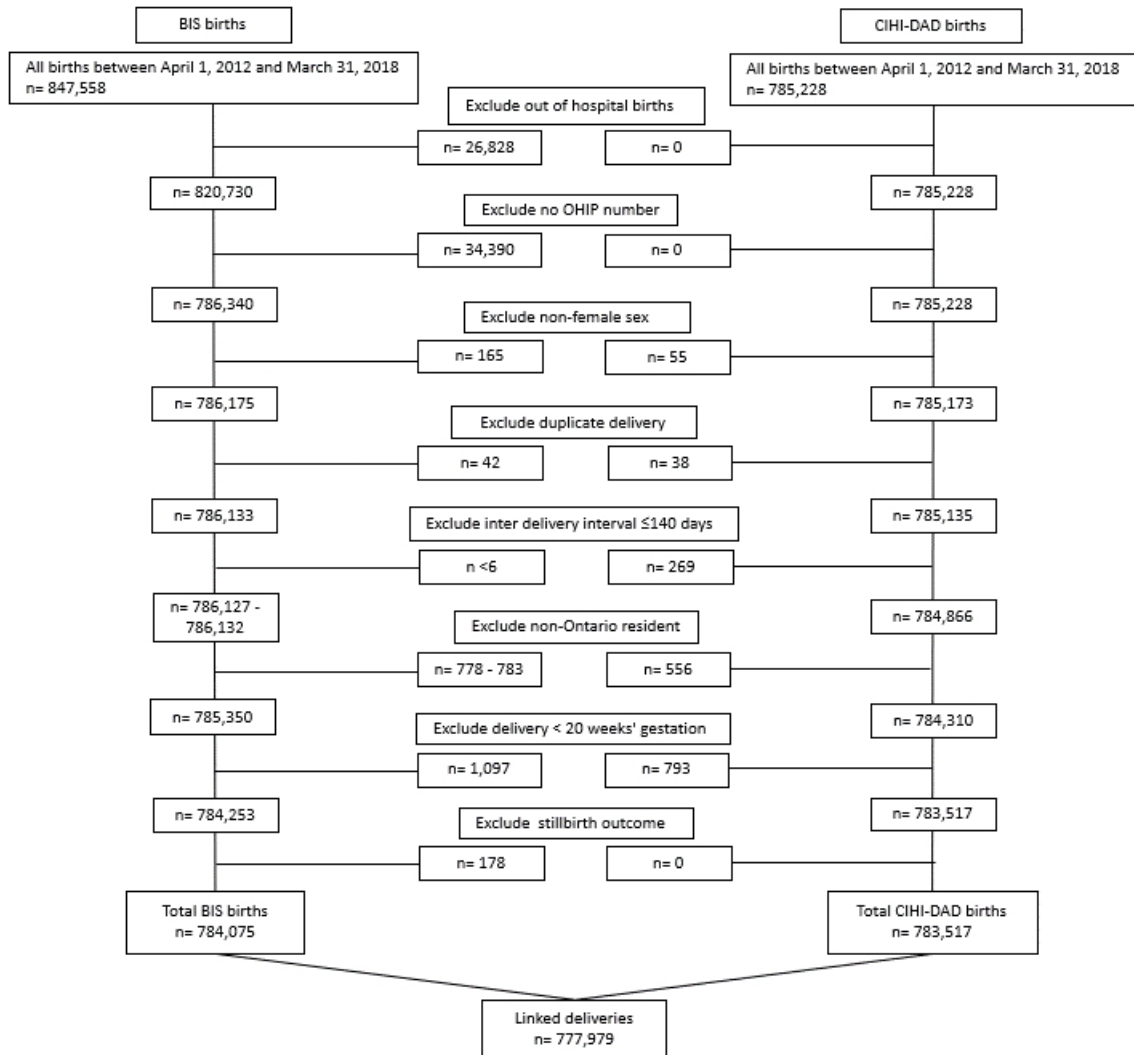 BIS births
CIHI-DAD births
All births between April 1, 2012 and March 31, 2018
n= 847,558
All births between April 1, 2012 and March 31, 2018
n= 785,228
Exclude out of hospital births
n= 26,828
n= 0
n= 820,730
n= 785,228
Exclude no OHIP number
n= 34,390
n= 0
n= 786,340
n= 785,228
Exclude non-female sex
n= 165
n= 55
n= 786,175
n= 785,173
Exclude duplicate delivery
n= 42
n= 38
n= 786,133
n= 785,135
Exclude inter delivery interval ≤140 days
n <6
n= 269
n= 786,127 -
786,132
n= 784,866
Exclude non-Ontario resident
n= 778 - 783
n= 556
n= 785,350
n= 784,310
Exclude delivery < 20 weeks' gestation
n= 1,097
n= 793
n= 784,253
n= 783,517
Exclude stillbirth outcome
n= 178
n= 0
Total BIS births
n= 784,075
Total CIHI-DAD births
n= 783,517
Linked deliveries
n= 777,979